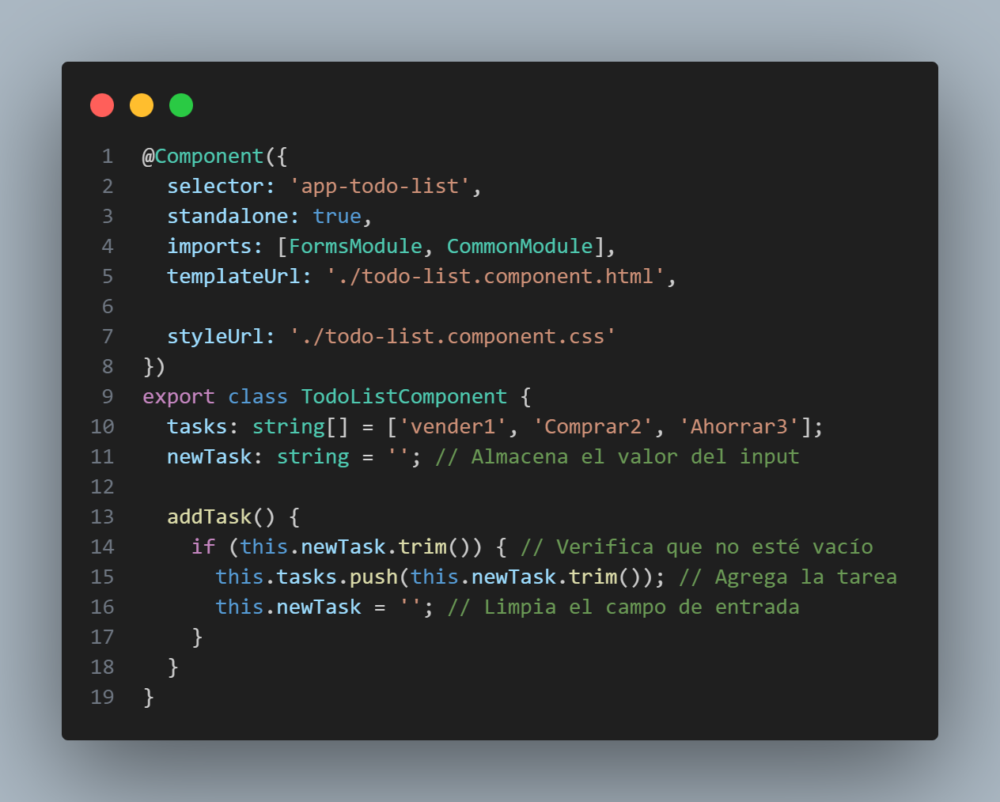 1 @Component({
2   selector: 'app-todo-list',
3   standalone: true,
4   imports: [FormsModule, CommonModule],
5   templateUrl: './todo-list.component.html',
6
7   styleUrl: './todo-list.component.css'
8 })
9 export class TodoListComponent {
10   tasks: string[] = ['vender1', 'Comprar2', 'Ahorrar3'];
11   newTask: string = ''; // Almacena el valor del input
12
13   addTask() {
14     if (this.newTask.trim()) { // Verifica que no esté vacío
15       this.tasks.push(this.newTask.trim()); // Agrega la tarea
16       this.newTask = ''; // Limpia el campo de entrada
17     }
18   }
19 }